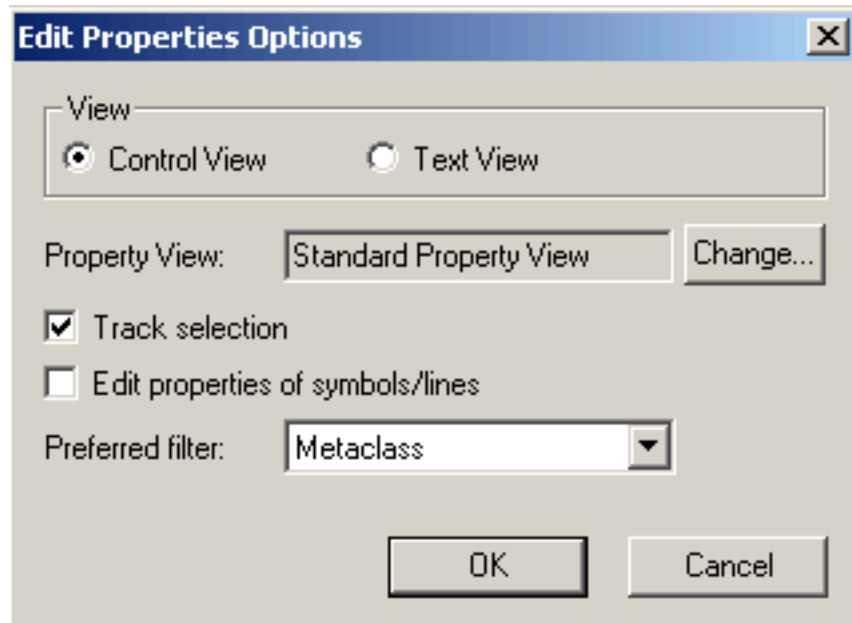 Edit Properties Options
View
Control View Text View
Property View: Standard Property View Change...
Track selection
Edit properties of symbols/lines
Preferred filter: Metaclass
OK Cancel